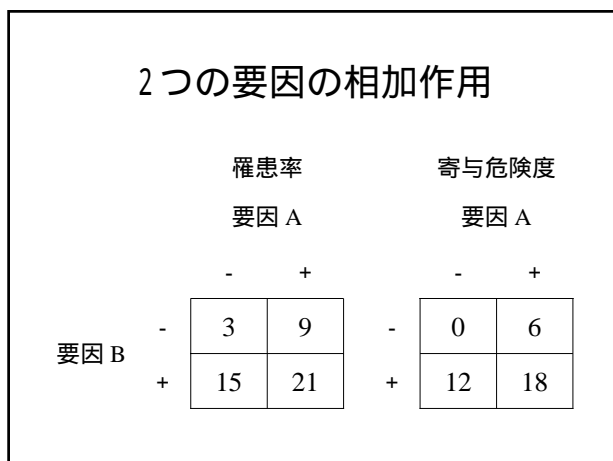 2つの要因の相加作用
罹患率 寄与危険度
要因 A 要因 A
- + - +
- 3 9 - 0 6
要因 B
+ 15 21 + 12 18